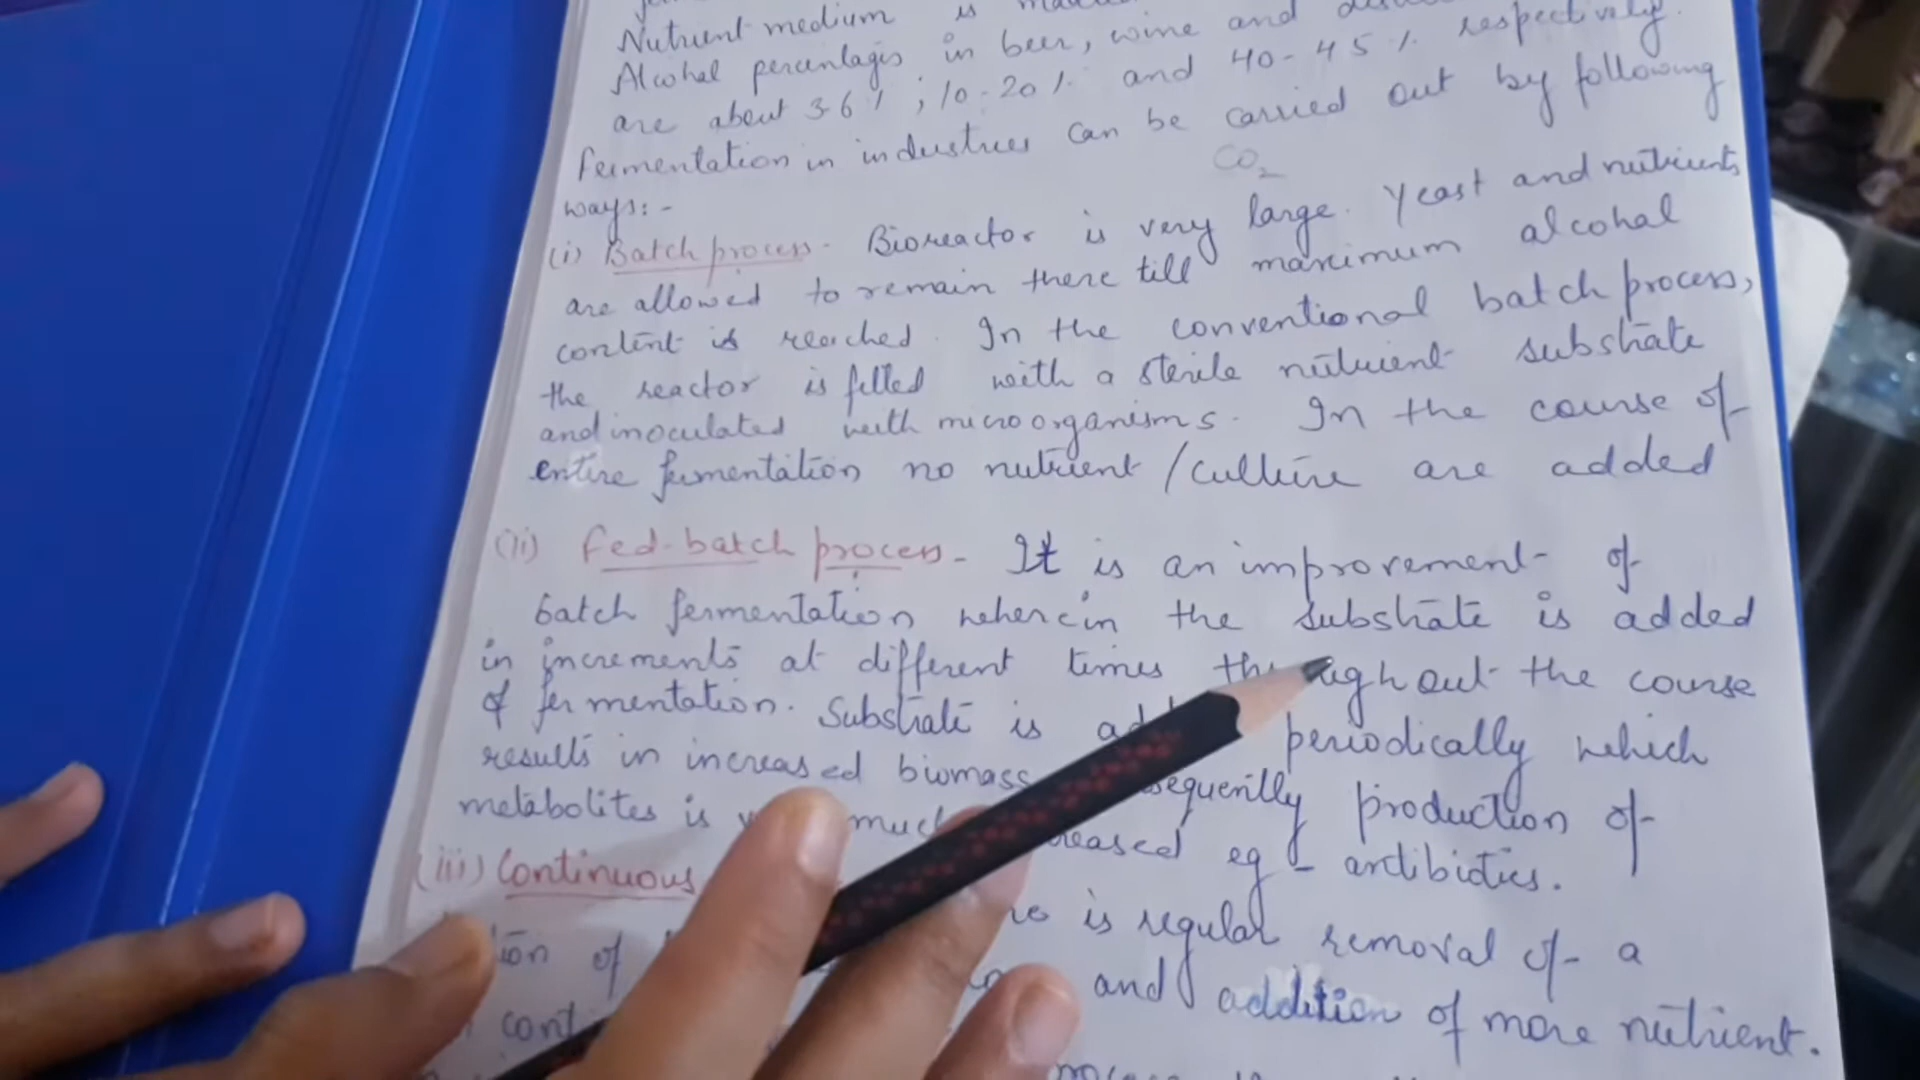 Nutrient medium is
Alcohal percentages in beer, wine and
are about 3-6%; 10-20% and 40-45% respectively.
Fermentation in industries can be carried out by following
ways:-
CO2
(i) Batch process- Bioreactor is very large. Yeast and nutrients
are allowed to remain there till maximum alcohal
content is reached. In the conventional batch process,
the reactor is filled with a sterile nutrient substrate
and inoculated with microorganisms. In the course of
entire fermentation no nutrient /culture are added
(ii) Fed-batch process- It is an improvement of
batch fermentation wherein the substrate is added
in increments at different times throughout the course
of fermentation. Substrate is periodically which
results in increased biomass production of
metabolites is much eg- antibiotics.
(iii) Continuous
of is regular removal of a
and addition of more nutrient.